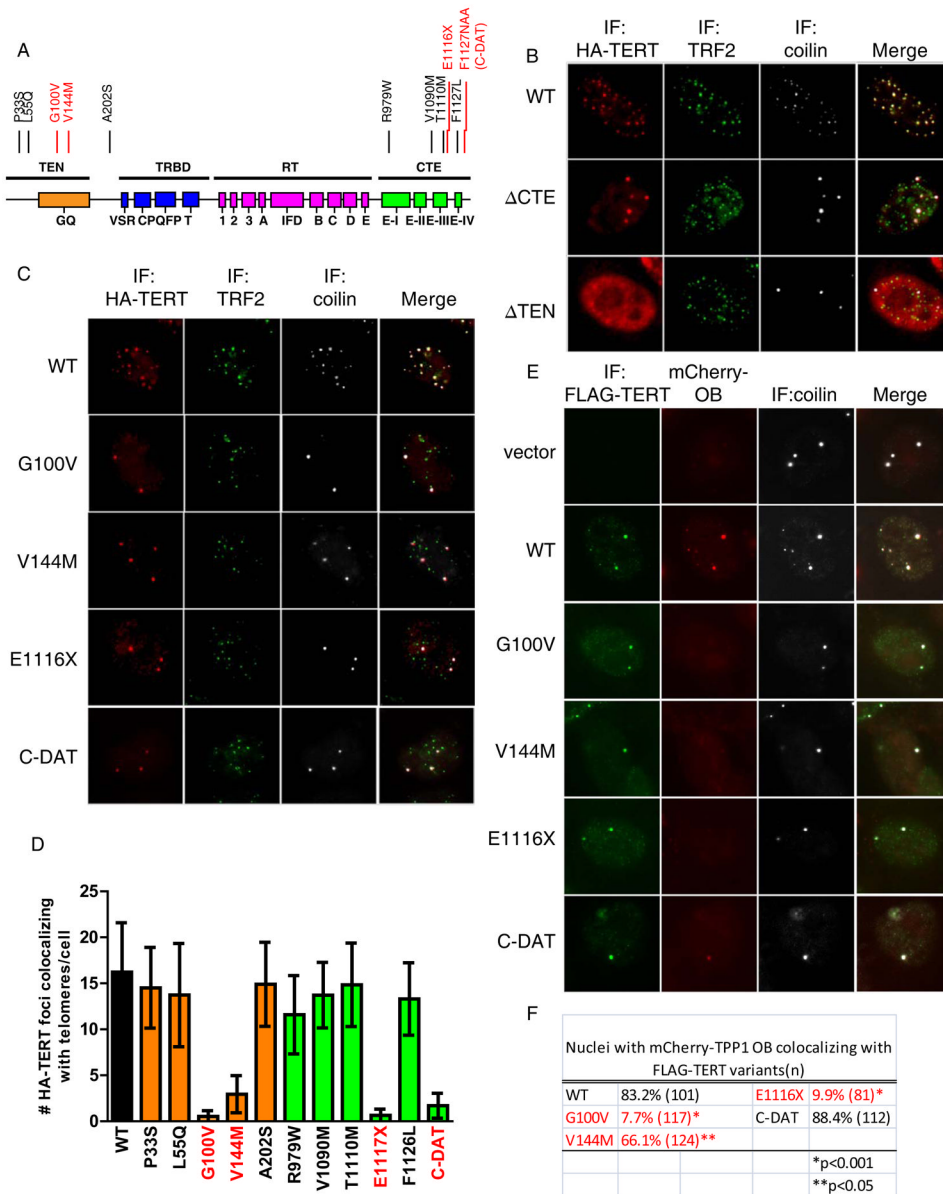 A
P33S
L55Q
G100V
V144M
A202S
R979W
V1090M
T1110M
E1116X
F1127L
F1127NAA
(C-DAT)
TEN TRBD RT CTE
GQ VSR CP QFP T 1 2 3 A IFD B C D E E-I E-II E-III E-IV
B
IF: IF: IF:
HA-TERT TRF2 coilin Merge
WT
ΔCTE
ΔTEN
C
IF: IF: IF:
HA-TERT TRF2 coilin Merge
WT
G100V
V144M
E1116X
C-DAT
D
# HA-TERT foci colocalizing
with telomeres/cell
25
20
15
10
5
0
WT
P33S
L55Q
G100V
V144M
A202S
R979W
V1090M
T1110M
E1117X
F1126L
C-DAT
E
IF: mCherry-
FLAG-TERT OB IF:coilin Merge
vector
WT
G100V
V144M
E1116X
C-DAT
F
Nuclei with mCherry-TPP1 OB colocalizing with
FLAG-TERT variants(n)
WT 83.2% (101) E1116X 9.9% (81)*
G100V 7.7% (117)* C-DAT 88.4% (112)
V144M 66.1% (124)**
*p<0.001
**p<0.05